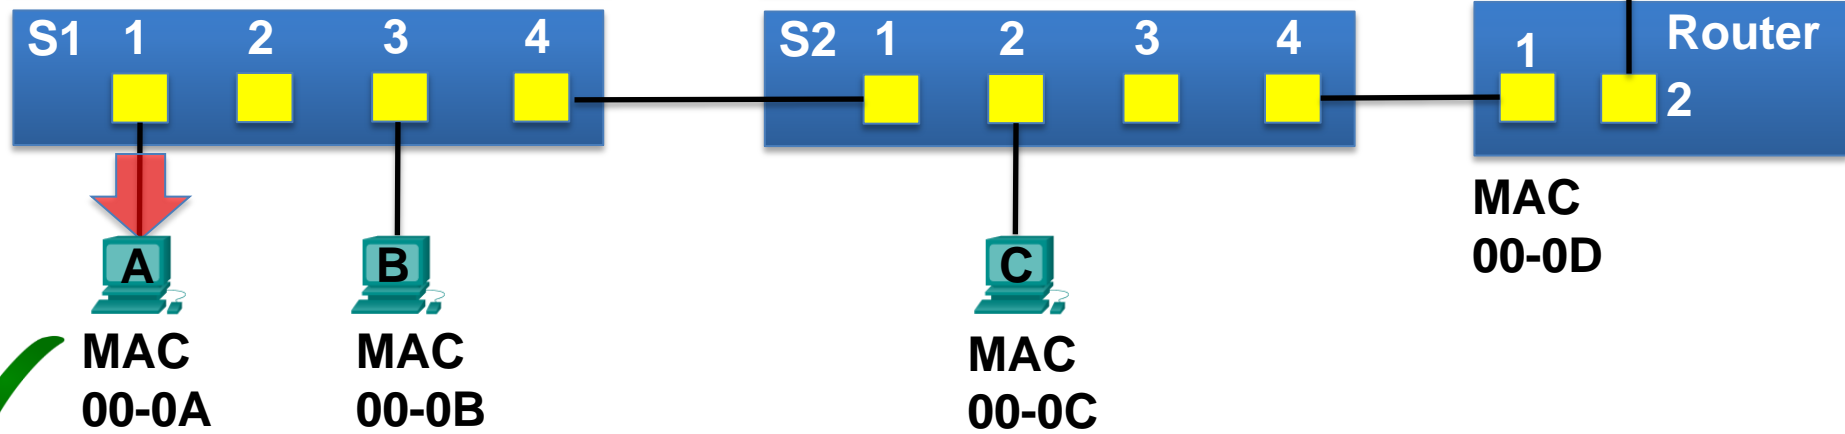 S1 1 2 3 4
S2 1 2 3 4
1 Router
2
A
B
C
MAC
00-0A
MAC
00-0B
MAC
00-0C
MAC
00-0D